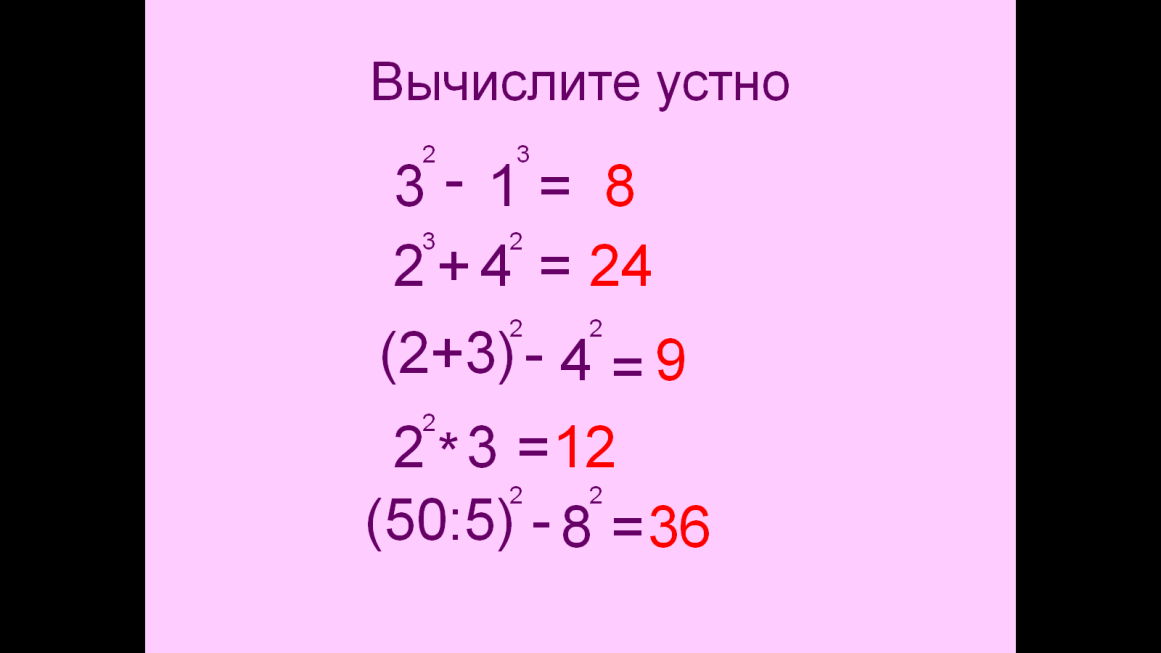 Вычислите устно
3² - 1³ = 8
2³ + 4² = 24
(2+3)² - 4² = 9
2² * 3 = 12
(50:5)² - 8² = 36